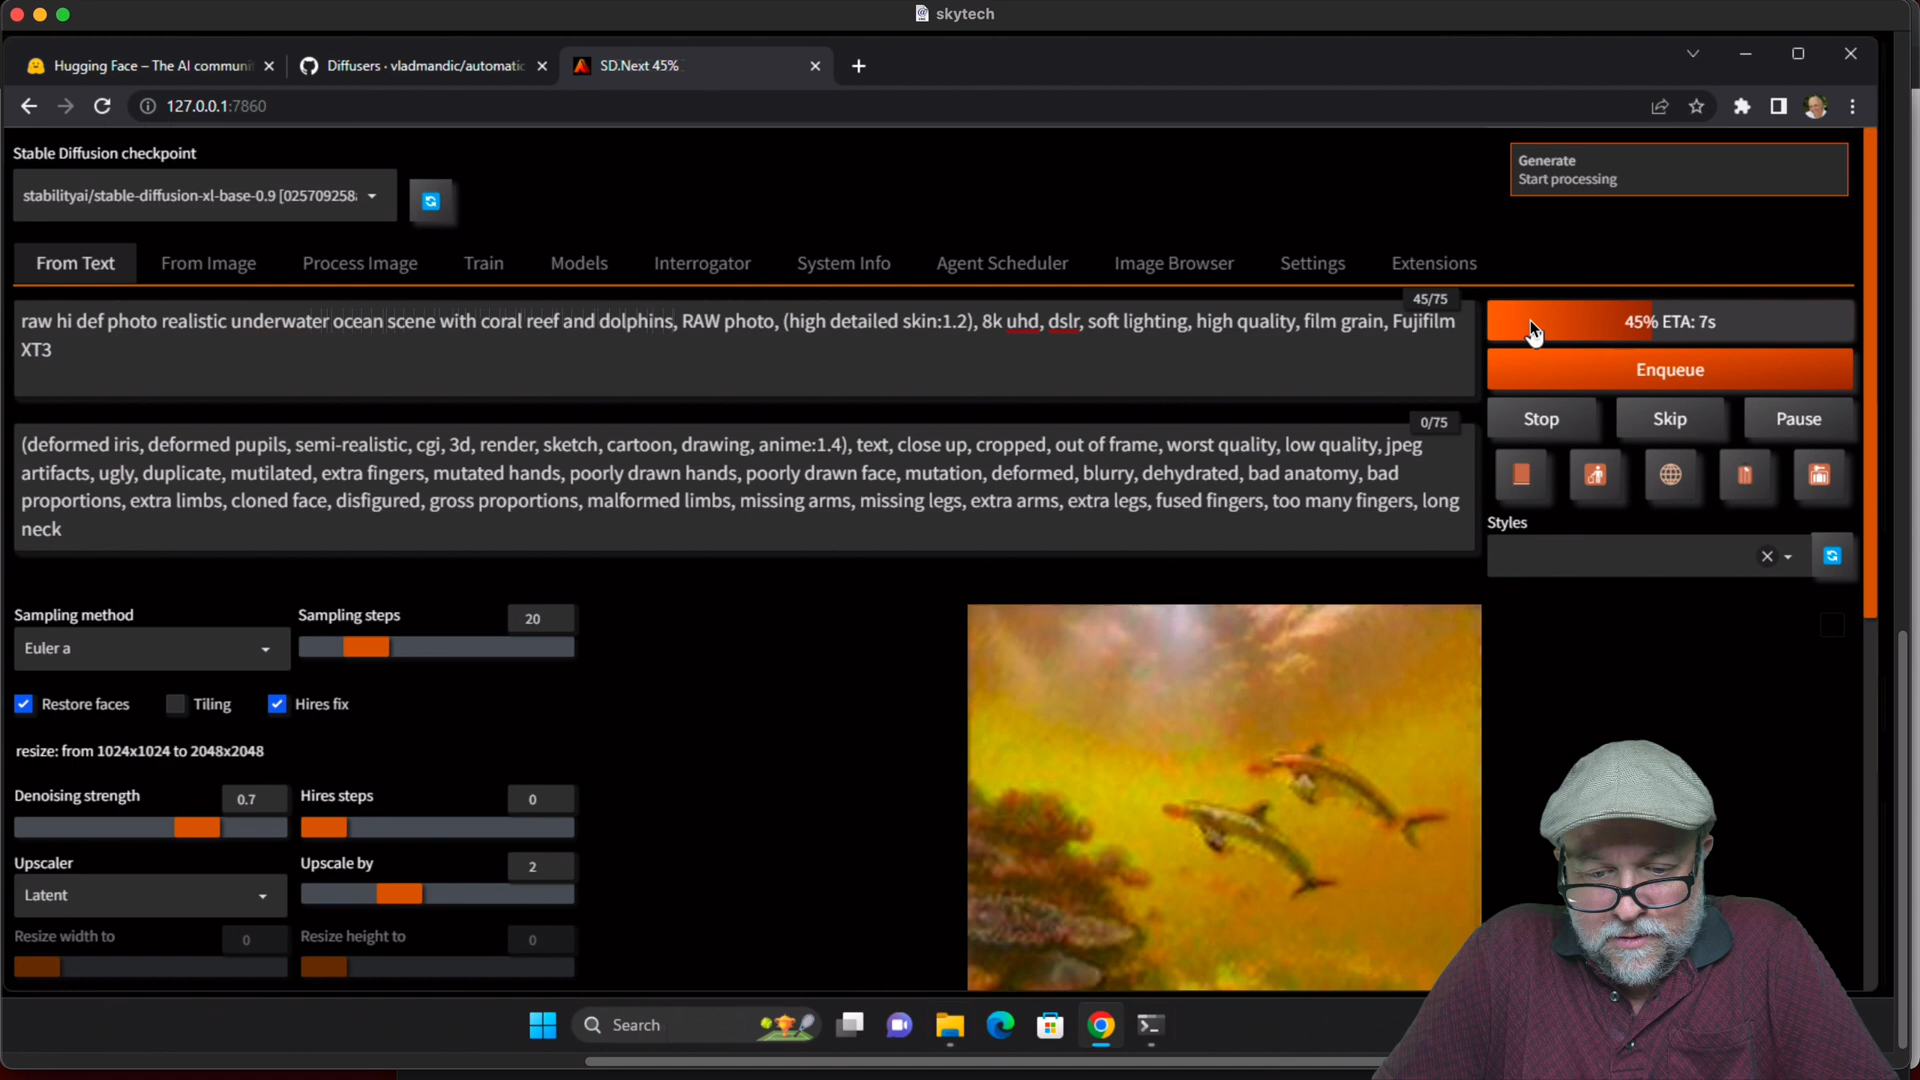 skytech
Hugging Face – The AI communi
Diffusers · vladmandic/automatic
SD.Next 45%
127.0.0.1:7860
Stable Diffusion checkpoint
stabilityai/stable-diffusion-xl-base-0.9 [025709258
Generate
Start processing
From Text
From Image
Process Image
Train
Models
Interrogator
System Info
Agent Scheduler
Image Browser
Settings
Extensions
45/75
raw hi def photo realistic underwater ocean scene with coral reef and dolphins, RAW photo, (high detailed skin:1.2), 8k uhd, dslr, soft lighting, high quality, film grain, Fujifilm
XT3
45% ETA: 7s
Enqueue
Stop
Skip
Pause
0/75
(deformed iris, deformed pupils, semi-realistic, cgi, 3d, render, sketch, cartoon, drawing, anime:1.4), text, close up, cropped, out of frame, worst quality, low quality, jpeg
artifacts, ugly, duplicate, mutilated, extra fingers, mutated hands, poorly drawn hands, poorly drawn face, mutation, deformed, blurry, dehydrated, bad anatomy, bad
proportions, extra limbs, cloned face, disfigured, gross proportions, malformed limbs, missing arms, missing legs, extra arms, extra legs, fused fingers, too many fingers, long
neck
Styles
Sampling method
Sampling steps
20
Euler a
Restore faces
Tiling
Hires fix
resize: from 1024x1024 to 2048x2048
Denoising strength
0.7
Hires steps
0
Upscaler
Upscale by
2
Latent
Resize width to
0
Resize height to
0
Search